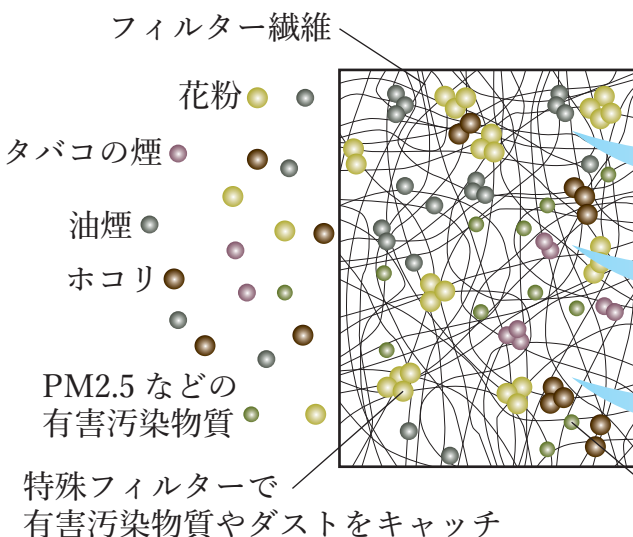 フィルター繊維
花粉
タバコの煙
油煙
ホコリ
PM2.5 などの
有害汚染物質
特殊フィルターで
有害汚染物質やダストをキャッチ